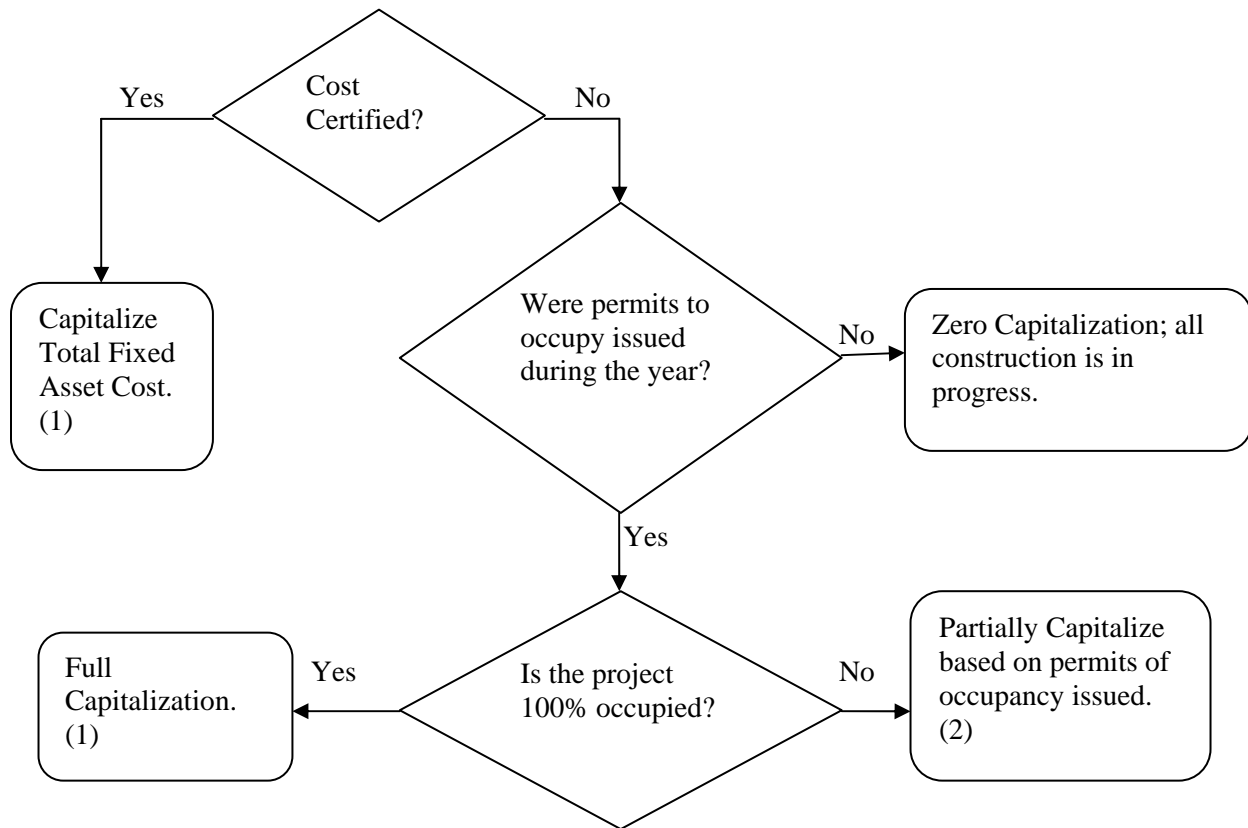 Cost
Certified?
Yes
No
Capitalize
Total Fixed
Asset Cost.
(1)
Were permits to
occupy issued
during the year?
No
Zero Capitalization; all
construction is in
progress.
Yes
Is the project
100% occupied?
Yes
Full
Capitalization.
(1)
No
Partially Capitalize
based on permits of
occupancy issued.
(2)